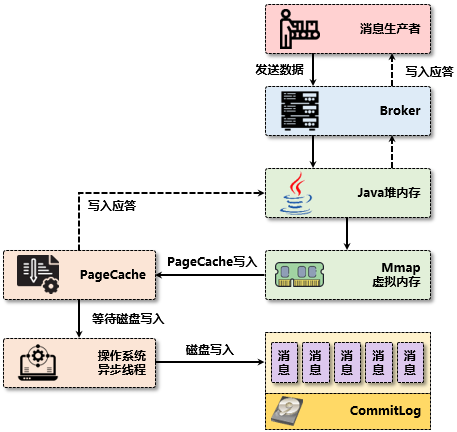 消息生产者
发送数据
写入应答
Broker
Java堆内存
写入应答
PageCache写入
Mmap
虚拟内存
PageCache
等待磁盘写入
操作系统
异步线程
磁盘写入
消息
消息
消息
消息
消息
CommitLog